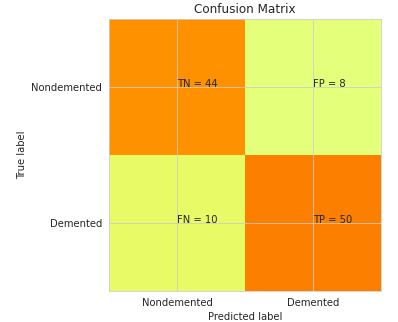 Confusion Matrix
Nondemented
TN = 44
FP = 8
True label
Demented
FN = 10
TP = 50
Nondemented
Demented
Predicted label